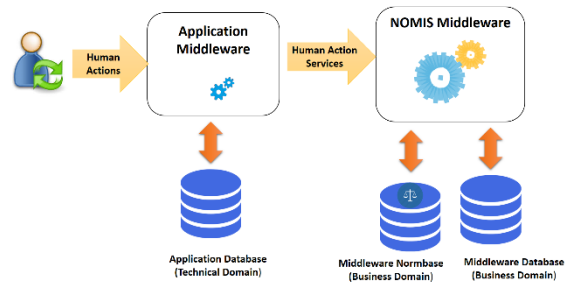 Application
Middleware
NOMIS Middleware
Human
Actions
Human Action
Services
Application Database
(Technical Domain)
Middleware Normbase
(Business Domain)
Middleware Database
(Business Domain)